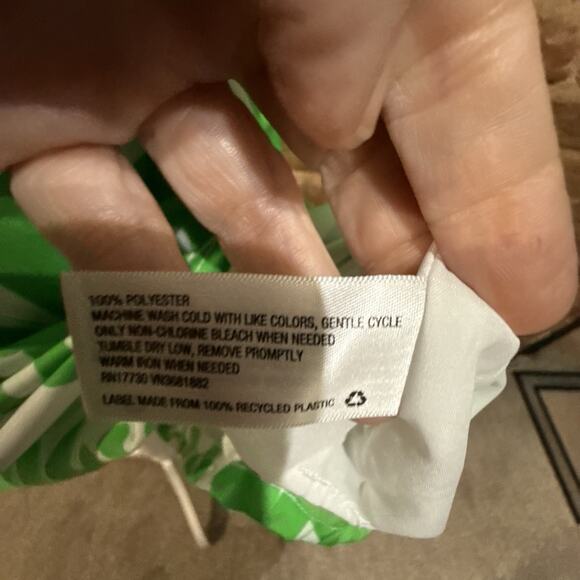 100% POLYESTER
MACHINE WASH COLD WITH LIKE COLORS, GENTLE CYCLE
ONLY NON-CHLORINE BLEACH WHEN NEEDED
TUMBLE DRY LOW, REMOVE PROMPTLY
WARM IRON WHEN NEEDED
RN17730 VN3681882
LABEL MADE FROM 100% RECYCLED PLASTIC